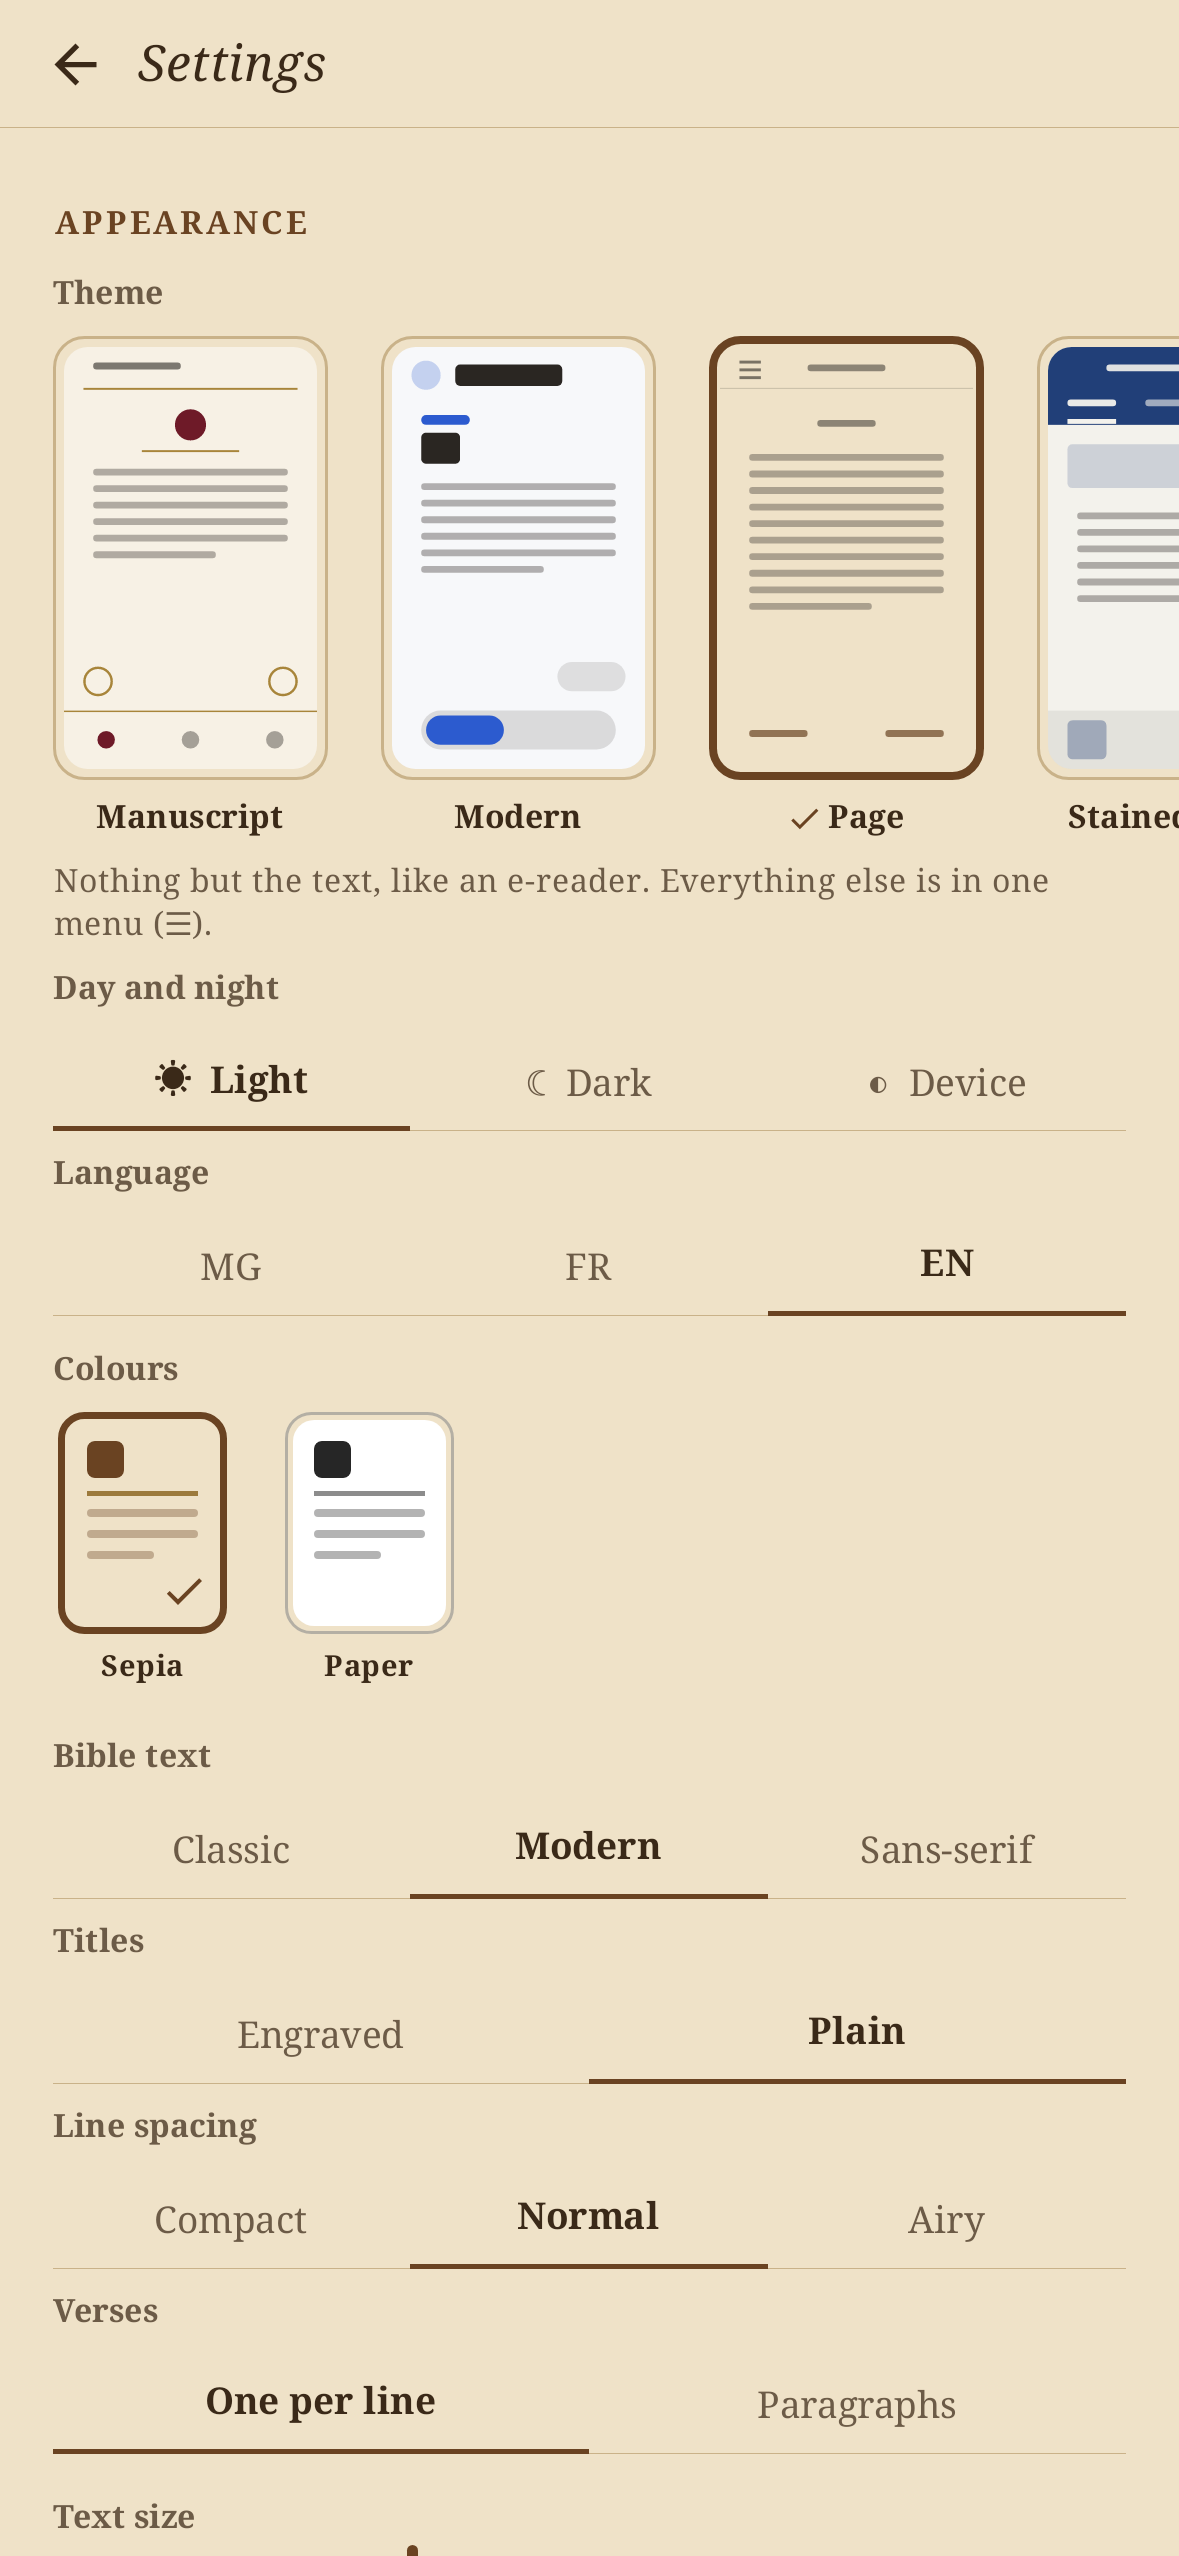 Settings
APPEARANCE
Theme
Manuscript
Modern
✓ Page
Stained
Nothing but the text, like an e-reader. Everything else is in one
menu (☰).
Day and night
☀ Light
☾ Dark
◐ Device
Language
MG
FR
EN
Colours
Sepia
Paper
Bible text
Classic
Modern
Sans-serif
Titles
Engraved
Plain
Line spacing
Compact
Normal
Airy
Verses
One per line
Paragraphs
Text size